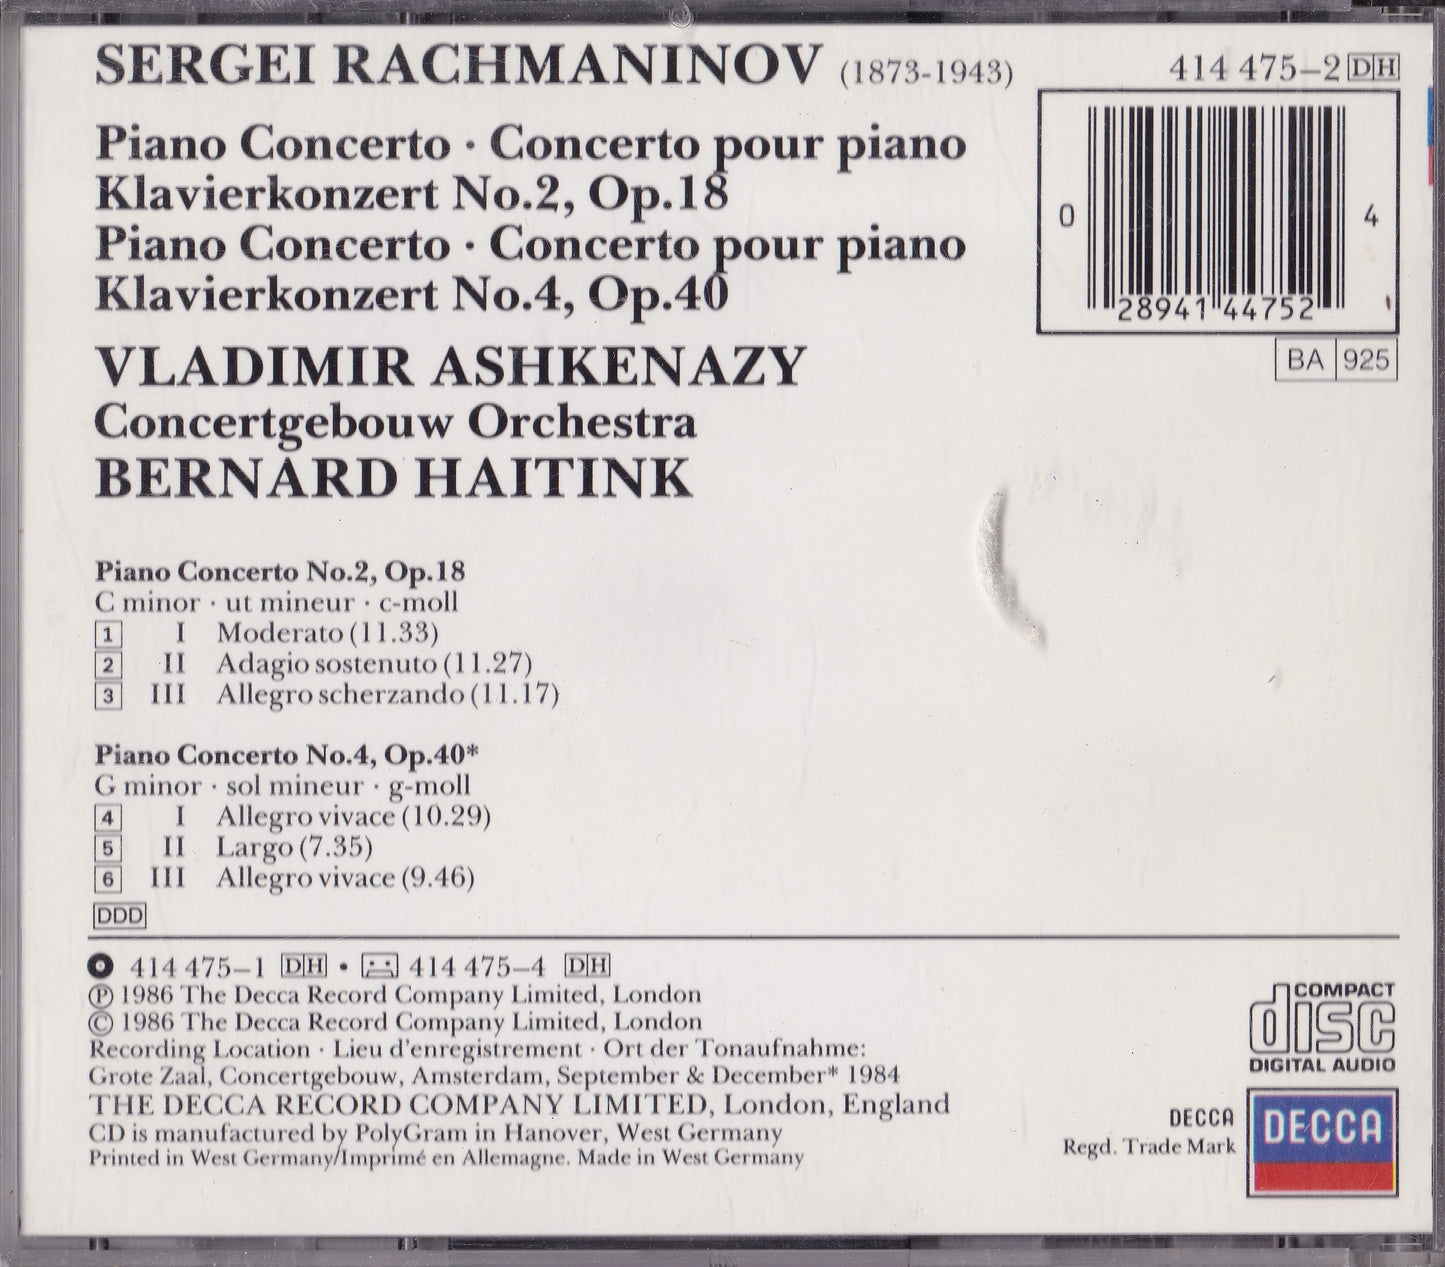 SERGEI RACHMANINOV (1873-1943)
414 475–2 DH
Piano Concerto · Concerto pour piano
Klavierkonzert No.2, Op.18
Piano Concerto · Concerto pour piano
Klavierkonzert No.4, Op.40
0 28941 44752 4
BA 925
VLADIMIR ASHKENAZY
Concertgebouw Orchestra
BERNARD HAITINK
Piano Concerto No.2, Op.18
C minor · ut mineur · c-moll
1 I Moderato (11.33)
2 II Adagio sostenuto (11.27)
3 III Allegro scherzando (11.17)
Piano Concerto No.4, Op.40*
G minor · sol mineur · g-moll
4 I Allegro vivace (10.29)
5 II Largo (7.35)
6 III Allegro vivace (9.46)
DDD
414 475–1 DH • 414 475–4 DH
℗ 1986 The Decca Record Company Limited, London
© 1986 The Decca Record Company Limited, London
Recording Location · Lieu d'enregistrement · Ort der Tonaufnahme:
Grote Zaal, Concertgebouw, Amsterdam, September & December* 1984
THE DECCA RECORD COMPANY LIMITED, London, England
CD is manufactured by PolyGram in Hanover, West Germany
Printed in West Germany/Imprimé en Allemagne. Made in West Germany
COMPACT
disc
DIGITAL AUDIO
DECCA
Regd. Trade Mark
DECCA